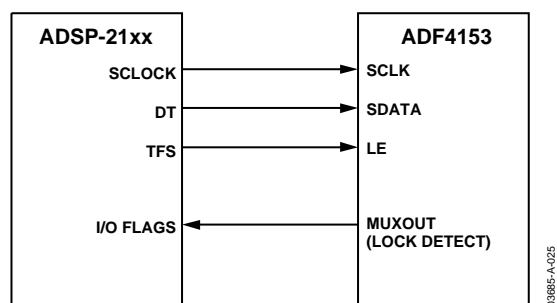 ADSP-21xx
ADF4153
SCLOCK
SCLK
DT
SDATA
TFS
LE
I/O FLAGS
MUXOUT
(LOCK DETECT)
03685-A-025